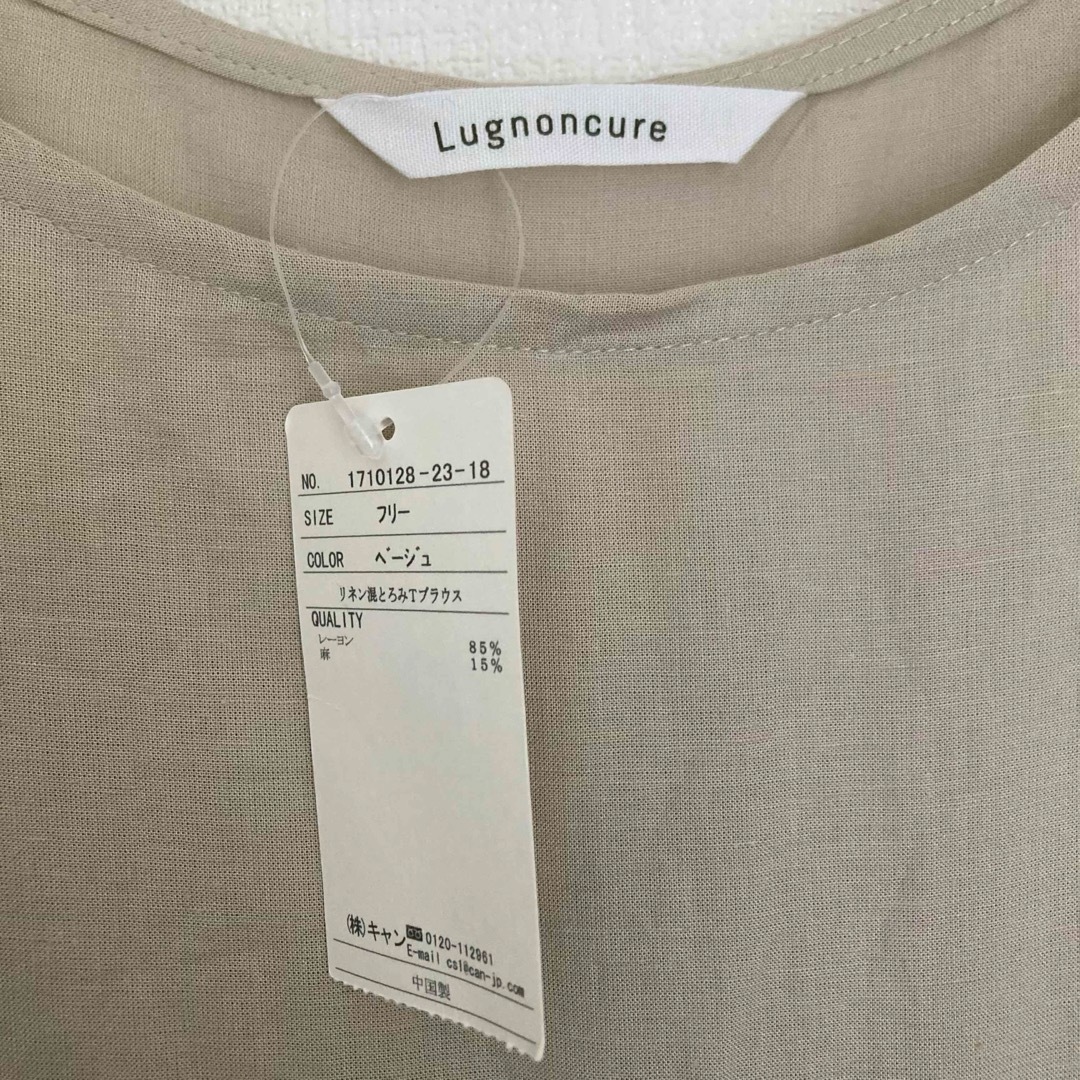 Lugnoncure
NO. 1710128-23-18
SIZE フリー
COLOR ベージュ
リネン混とろみTブラウス
QUALITY
レーヨン 85%
麻 15%
(株)キャン 0120-112961
E-mail cs1@can-jp.com
中国製